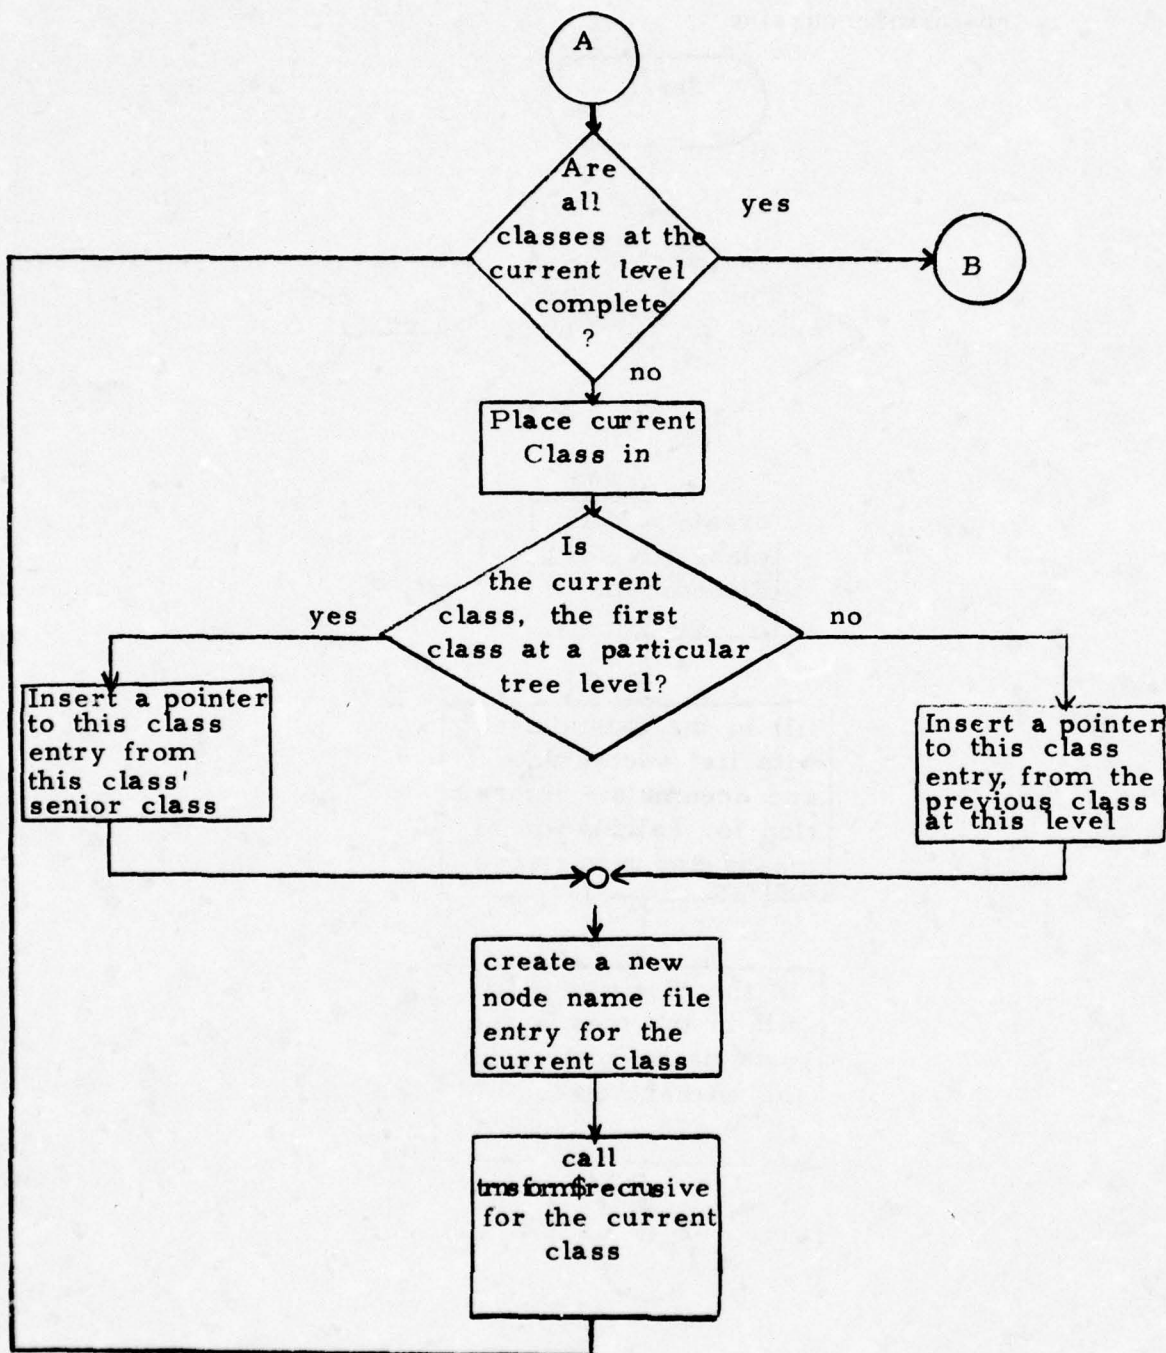 A
Are
all
classes at the
current level
complete
?
yes
B
no
Place current
Class in
Is
the current
class, the first
class at a particular
tree level?
yes
no
Insert a pointer
to this class
entry from
this class'
senior class
Insert a pointer
to this class
entry, from the
previous class
at this level
create a new
node name file
entry for the
current class
call
for the current
class